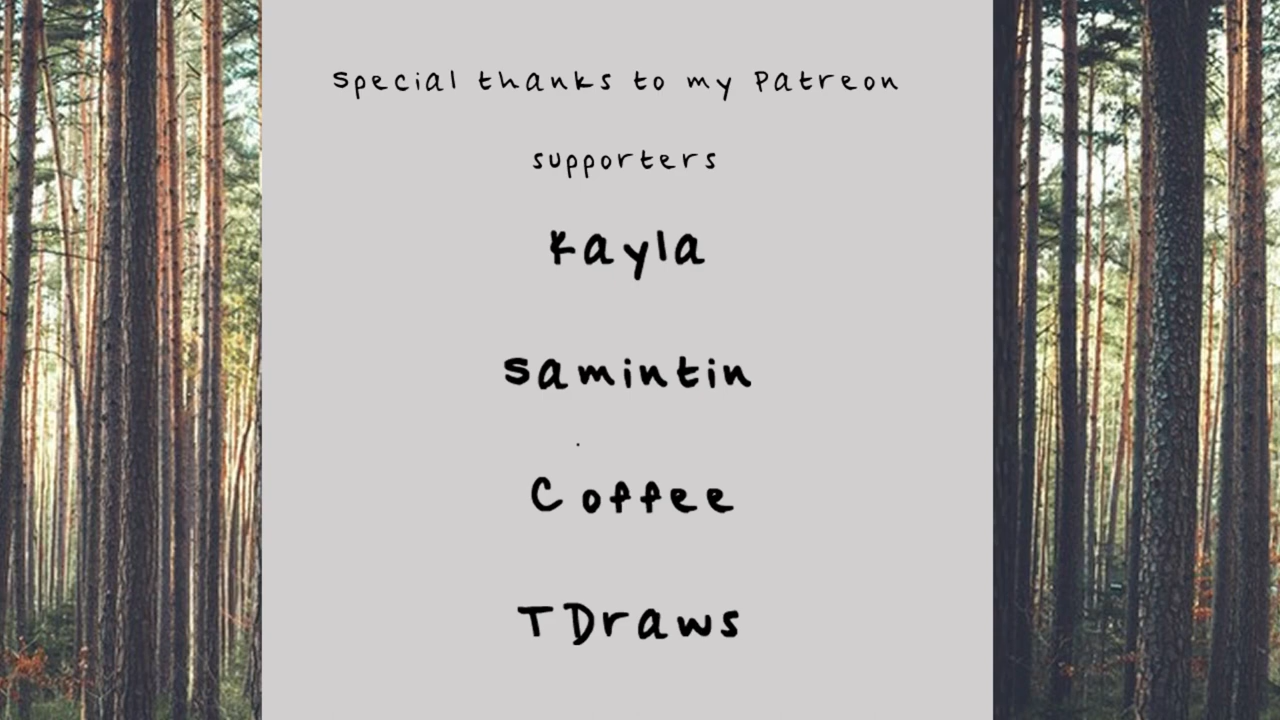 Special thanks to my Patreon
supporters
Kayla
Samintin
Coffee
TDraws